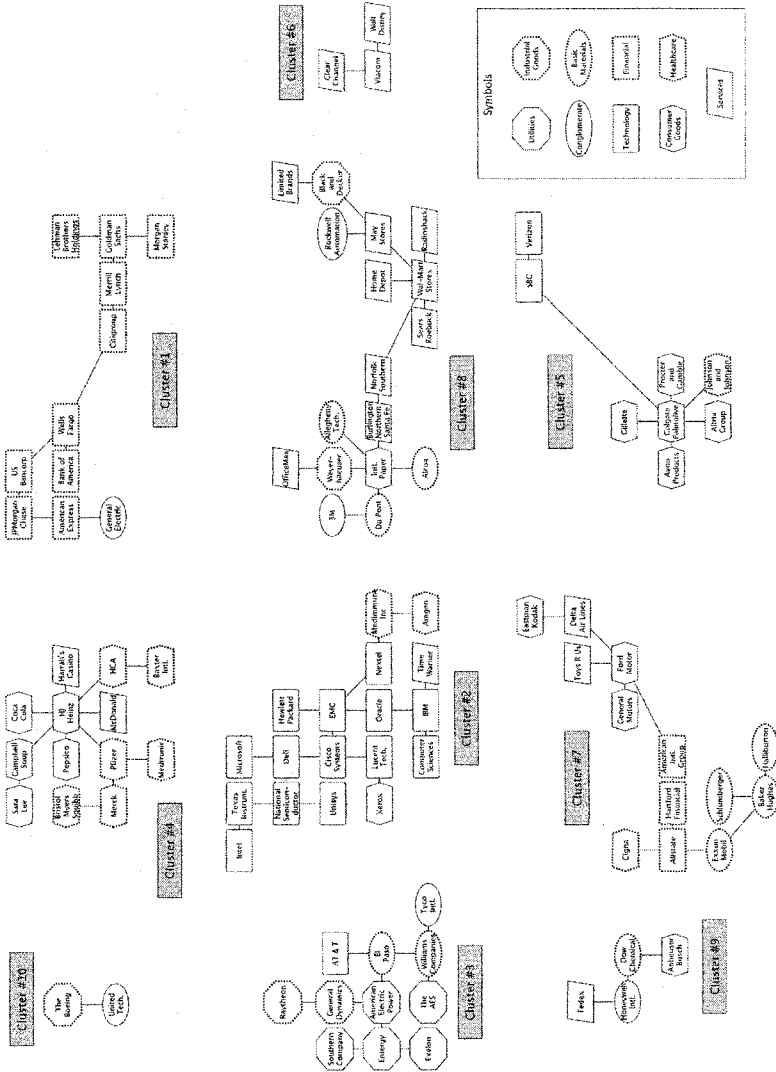 Cluster #10
The
Boeing
United
Tech.
Sara
Lee
Campbell
Soup
Coca
Cola
Bristol
Myers
Squibb
Pepsico
HJ
Heinz
Harrah's
Casino
Merck
Pfizer
McDonald
HCA
Medtronic
Baxter
Intl.
Cluster #4
JPMorgan
Chase
US
Bancorp
American
Express
Bank of
America
Wells
Fargo
General
Electric
Citigroup
Merrill
Lynch
Goldman
Sachs
Lehman
Brothers
Holdings
Morgan
Stanley
Cluster #1
Raytheon
Southern
Company
General
Dynamics
AT & T
Entergy
American
Electric
Power
El
Paso
Exelon
The
AES
Williams
Companies
Tyco
Intl.
Cluster #3
Intel
Texas
Instrum.
Microsoft
National
Semicon-
ductor
Dell
Hewlett
Packard
Unisys
Cisco
Systems
EMC
Xerox
Lucent
Tech.
Oracle
Nextel
Medimmune
Inc
Computer
Sciences
IBM
Time
Warner
Amgen
Cluster #2
OfficeMax
3M
Weyer-
haeuser
Allegheny
Tech.
Du Pont
Intl.
Paper
Burlington
Northern
Santa Fe
Norfolk
Southern
Alcoa
Home
Depot
Rockwell
Automation
Limited
Brands
Black
and
Decker
May
Stores
Sears
Roebuck
Wal-Mart
Stores
Radioshack
Cluster #8
Cluster #6
Clear
Channel
Viacom
Walt
Disney
Fedex
Honeywell
Intl.
Dow
Chemical
Anheuser
Busch
Cluster #9
Cluster #7
Cigna
Allstate
Hartford
Financial
American
Intl.
Group
General
Motors
Toys R Us
Ford
Motor
Delta
Air Lines
Eastman
Kodak
Exxon
Mobil
Schlumberger
Baker
Hughes
Halliburton
Cluster #5
Gillette
SBC
Verizon
Avon
Products
Colgate
Palmolive
Procter
and
Gamble
Altria
Group
Johnson
and
Johnson
Symbols
Utilities
Industrial
Goods
Conglomerate
Basic
Materials
Technology
Financial
Consumer
Goods
Healthcare
Services